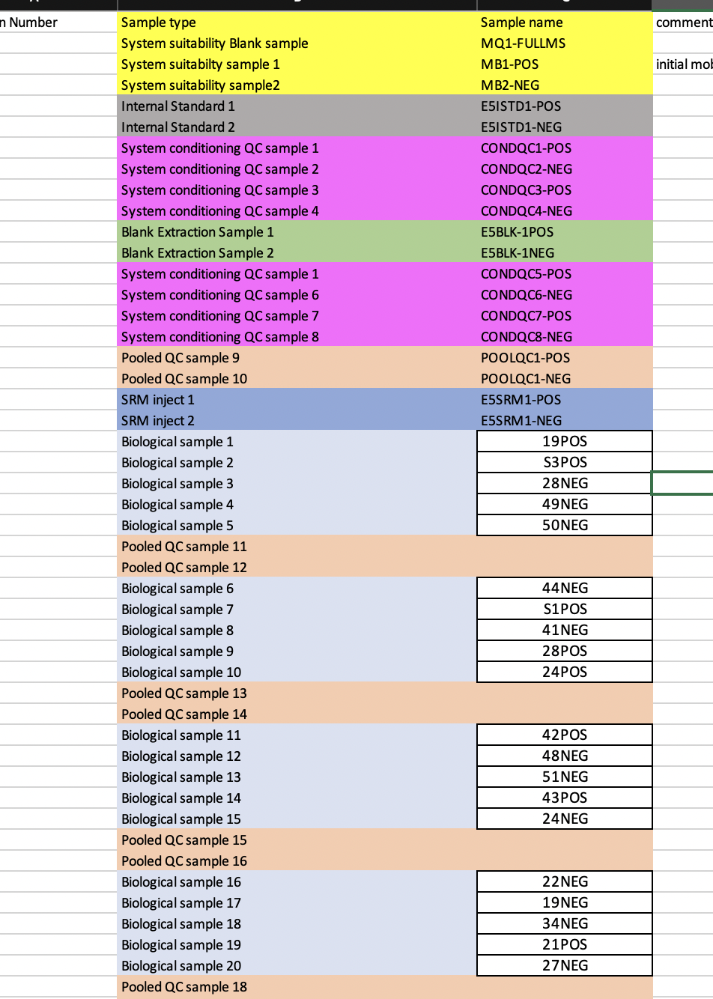 n Number Sample type Sample name comment
System suitability Blank sample MQ1-FULLMS
System suitabilty sample 1 MB1-POS initial mob
System suitability sample2 MB2-NEG
Internal Standard 1 E5ISTD1-POS
Internal Standard 2 E5ISTD1-NEG
System conditioning QC sample 1 CONDQC1-POS
System conditioning QC sample 2 CONDQC2-NEG
System conditioning QC sample 3 CONDQC3-POS
System conditioning QC sample 4 CONDQC4-NEG
Blank Extraction Sample 1 E5BLK-1POS
Blank Extraction Sample 2 E5BLK-1NEG
System conditioning QC sample 1 CONDQC5-POS
System conditioning QC sample 6 CONDQC6-NEG
System conditioning QC sample 7 CONDQC7-POS
System conditioning QC sample 8 CONDQC8-NEG
Pooled QC sample 9 POOLQC1-POS
Pooled QC sample 10 POOLQC1-NEG
SRM inject 1 E5SRM1-POS
SRM inject 2 E5SRM1-NEG
Biological sample 1 19POS
Biological sample 2 S3POS
Biological sample 3 28NEG
Biological sample 4 49NEG
Biological sample 5 50NEG
Pooled QC sample 11
Pooled QC sample 12
Biological sample 6 44NEG
Biological sample 7 S1POS
Biological sample 8 41NEG
Biological sample 9 28POS
Biological sample 10 24POS
Pooled QC sample 13
Pooled QC sample 14
Biological sample 11 42POS
Biological sample 12 48NEG
Biological sample 13 51NEG
Biological sample 14 43POS
Biological sample 15 24NEG
Pooled QC sample 15
Pooled QC sample 16
Biological sample 16 22NEG
Biological sample 17 19NEG
Biological sample 18 34NEG
Biological sample 19 21POS
Biological sample 20 27NEG
Pooled QC sample 18